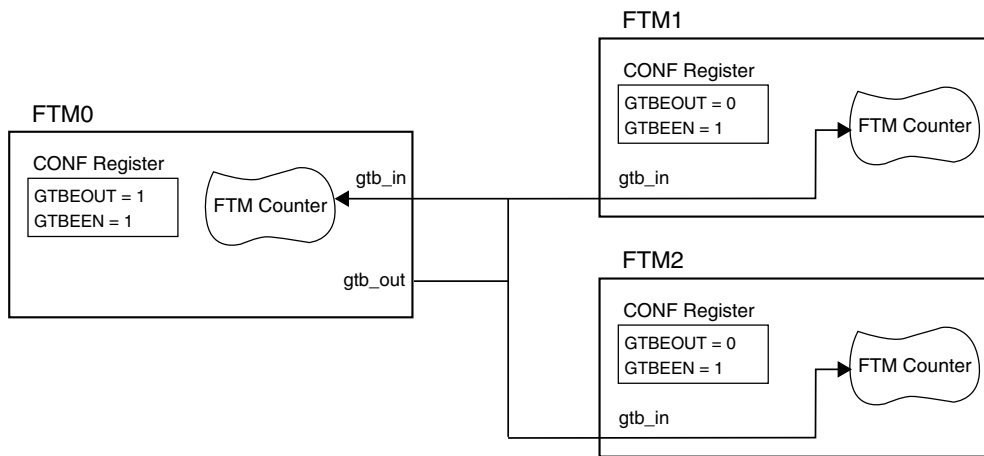 FTM0
CONF Register
GTBEOUT = 1
GTBEEN = 1
FTM Counter
gtb_in
gtb_out
FTM1
CONF Register
GTBEOUT = 0
GTBEEN = 1
FTM Counter
gtb_in
FTM2
CONF Register
GTBEOUT = 0
GTBEEN = 1
FTM Counter
gtb_in